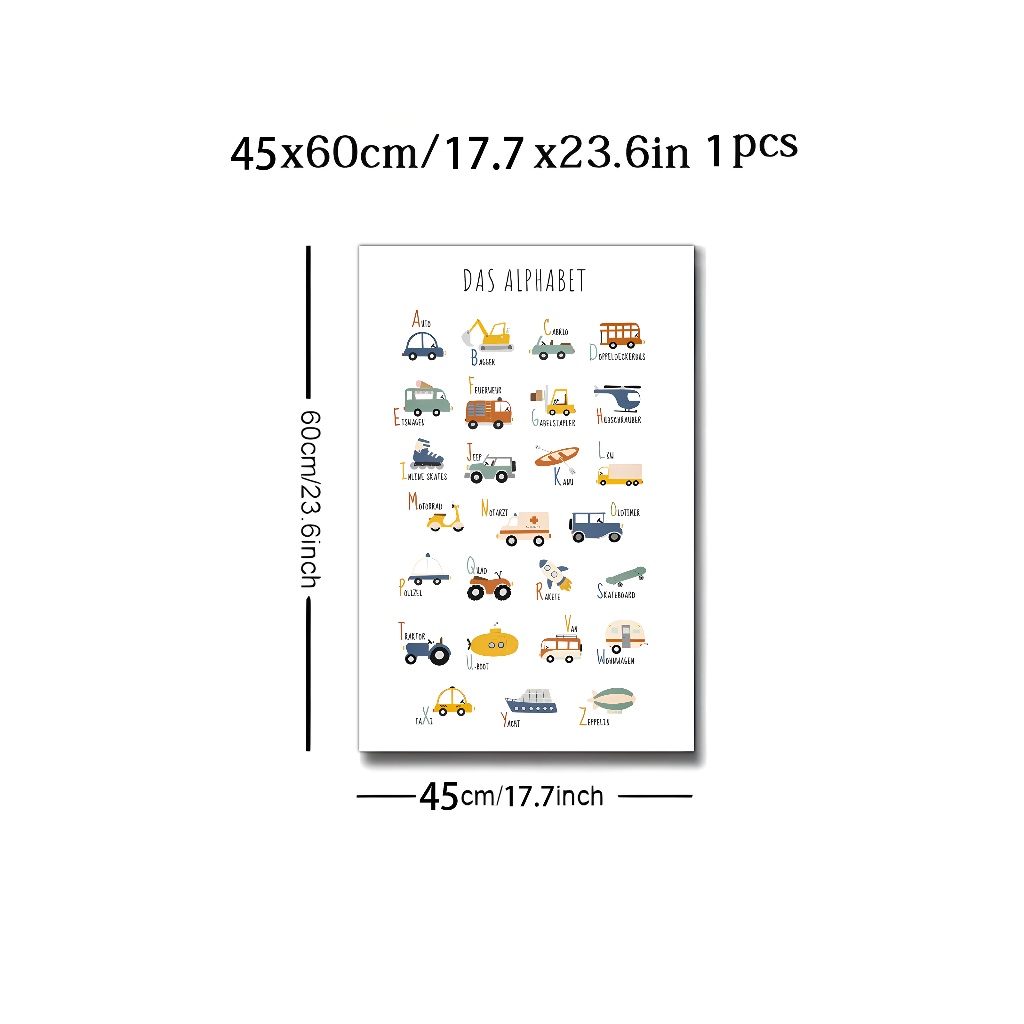 45x60cm/17.7 x23.6in 1pcs
60cm/23.6inch
DAS ALPHABET
AUTO
BAGGER
CABRIO
DOPPELDECKERBUS
EISWAGEN
FEUERWEHR
GABELSTAPLER
HUBSCHRAUBER
INLINE SKATES
JEEP
KANU
LKW
MOTORRAD
NOTARZT
OLDTIMER
POLIZEI
QUAD
RAKETE
SKATEBOARD
TRAKTOR
U-BOOT
VAN
WOHNWAGEN
TAXI
YACHT
ZEPPELIN
45cm/17.7inch